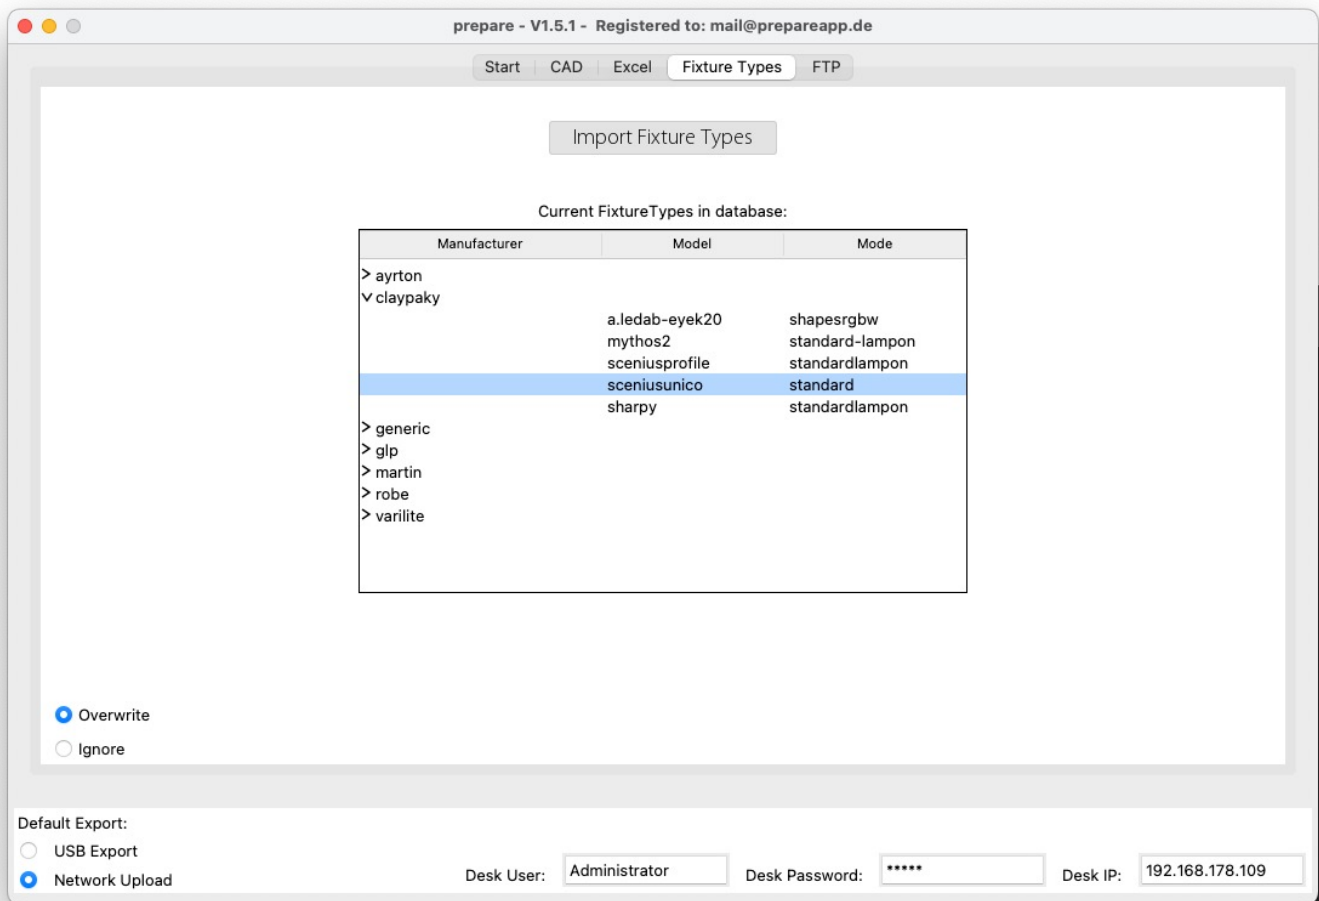 prepare - V1.5.1 - Registered to: mail@prepareapp.de
Start CAD Excel Fixture Types FTP
Import Fixture Types
Current FixtureTypes in database:
Manufacturer Model Mode
> ayrton
v claypaky
a.ledab-eyek20 shapesrgbw
mythos2 standard-lampon
sceniusprofile standardlampon
sceniusunico standard
sharpy standardlampon
> generic
> glp
> martin
> robe
> varilite
Overwrite
Ignore
Default Export:
USB Export
Network Upload
Desk User: Administrator Desk Password: ***** Desk IP: 192.168.178.109